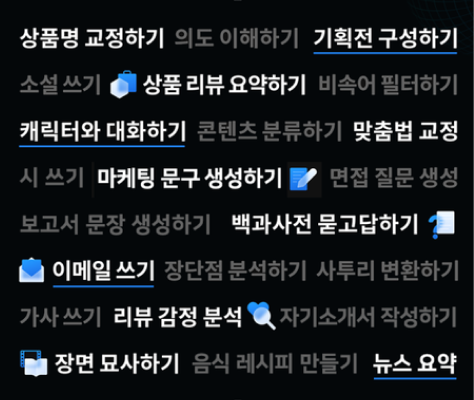 상품명 교정하기 의도 이해하기 기획전 구성하기
소설 쓰기 상품 리뷰 요약하기 비속어 필터하기
캐릭터와 대화하기 콘텐츠 분류하기 맞춤법 교정
시 쓰기 마케팅 문구 생성하기 면접 질문 생성
보고서 문장 생성하기 백과사전 묻고답하기
이메일 쓰기 장단점 분석하기 사투리 변환하기
가사 쓰기 리뷰 감정 분석 자기소개서 작성하기
장면 묘사하기 음식 레시피 만들기 뉴스 요약